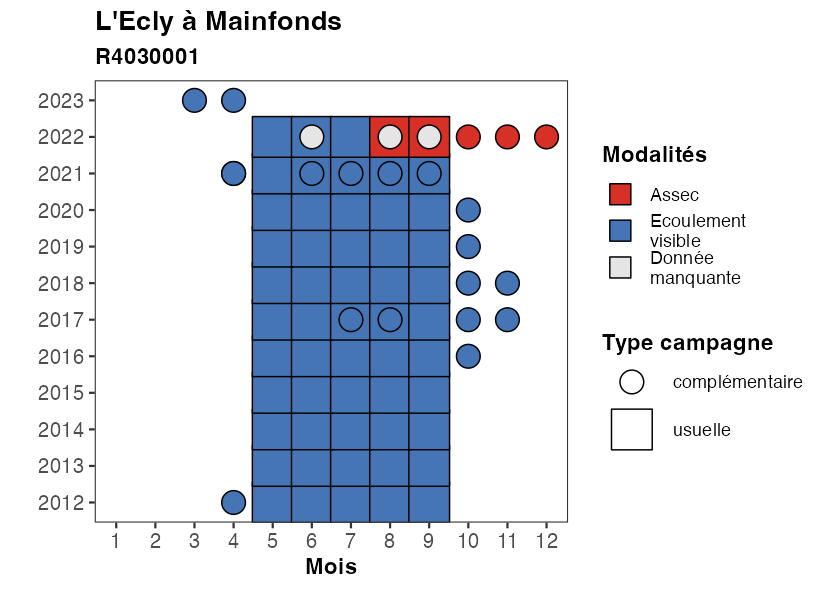 L'Ecly à Mainfonds
R4030001
2023
2022
2021
2020
2019
2018
2017
2016
2015
2014
2013
2012
1 2 3 4 5 6 7 8 9 10 11 12
Mois
Modalités
Assec
Ecoulement
visible
Donnée
manquante
Type campagne
complémentaire
usuelle